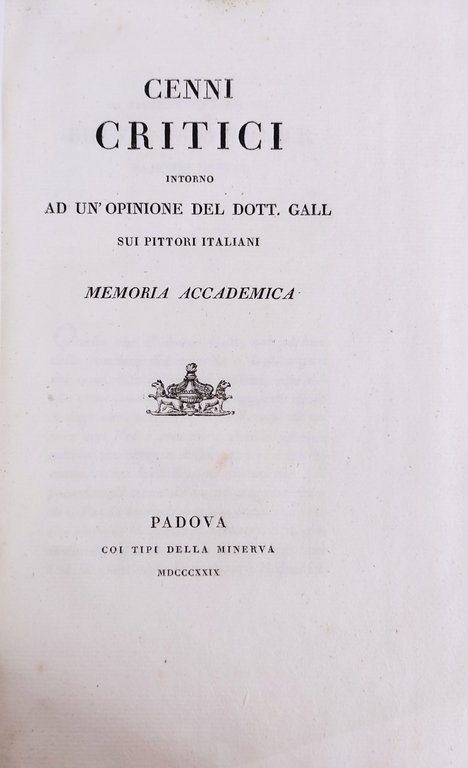 CENNI
CRITICI
INTORNO
AD UN' OPINIONE DEL DOTT. GALL
SUI PITTORI ITALIANI
MEMORIA ACCADEMICA
PADOVA
COI TIPI DELLA MINERVA
MDCCCXXIX